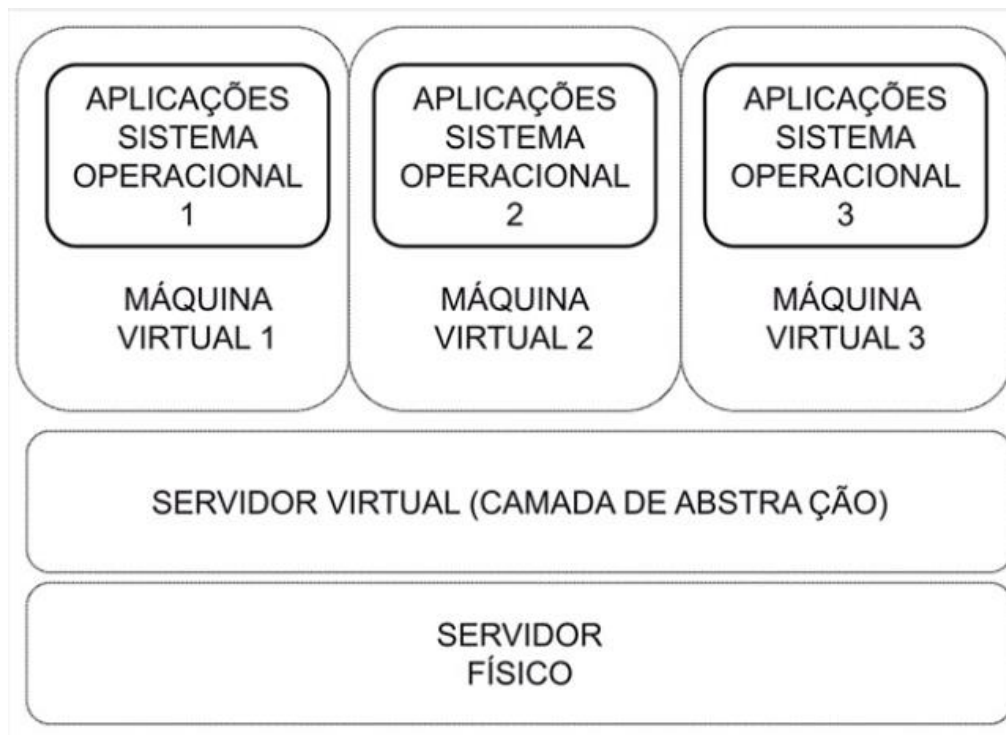 APLICAÇÕES
SISTEMA
OPERACIONAL
1
MÁQUINA
VIRTUAL 1
APLICAÇÕES
SISTEMA
OPERACIONAL
2
MÁQUINA
VIRTUAL 2
APLICAÇÕES
SISTEMA
OPERACIONAL
3
MÁQUINA
VIRTUAL 3
SERVIDOR VIRTUAL (CAMADA DE ABSTRA ÇÃO)
SERVIDOR
FÍSICO